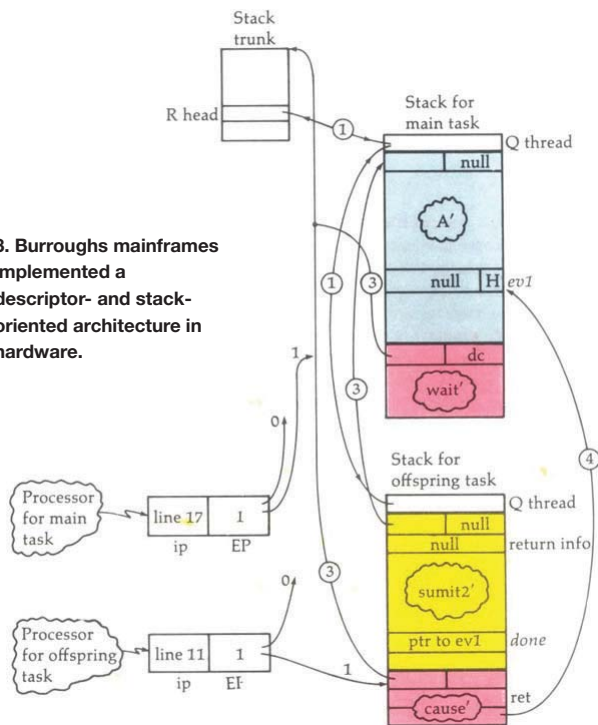 Stack
trunk
R head
1
Stack for
main task
Q thread
null
A'
null H ev1
dc
wait'
3. Burroughs mainframes
implemented a
descriptor- and stack-
oriented architecture in
hardware.
1
3
3
4
1
0
Processor
for main
task
line 17 1
ip EP
Stack for
offspring task
Q thread
null
null return info
sumit2'
ptr to ev1 done
3
0
Processor
for offspring
task
line 11 1
ip EP
1
ret
cause'